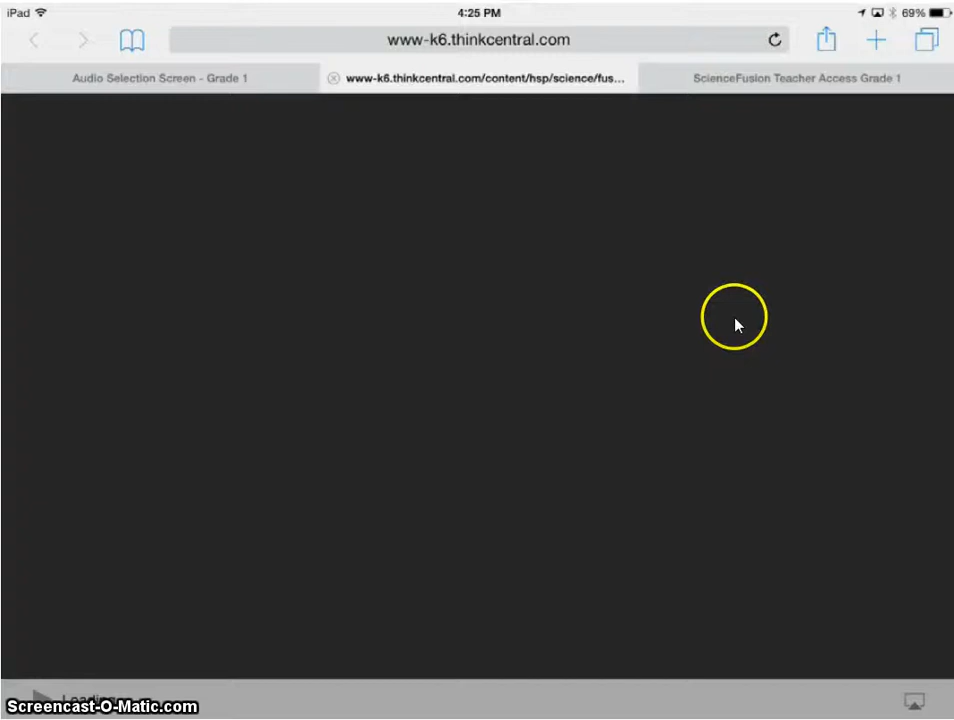 iPad 4:25 PM 69%
www-k6.thinkcentral.com
Audio Selection Screen - Grade 1
www-k6.thinkcentral.com/content/hsp/science/fus...
ScienceFusion Teacher Access Grade 1
Screencast-O-Matic.com